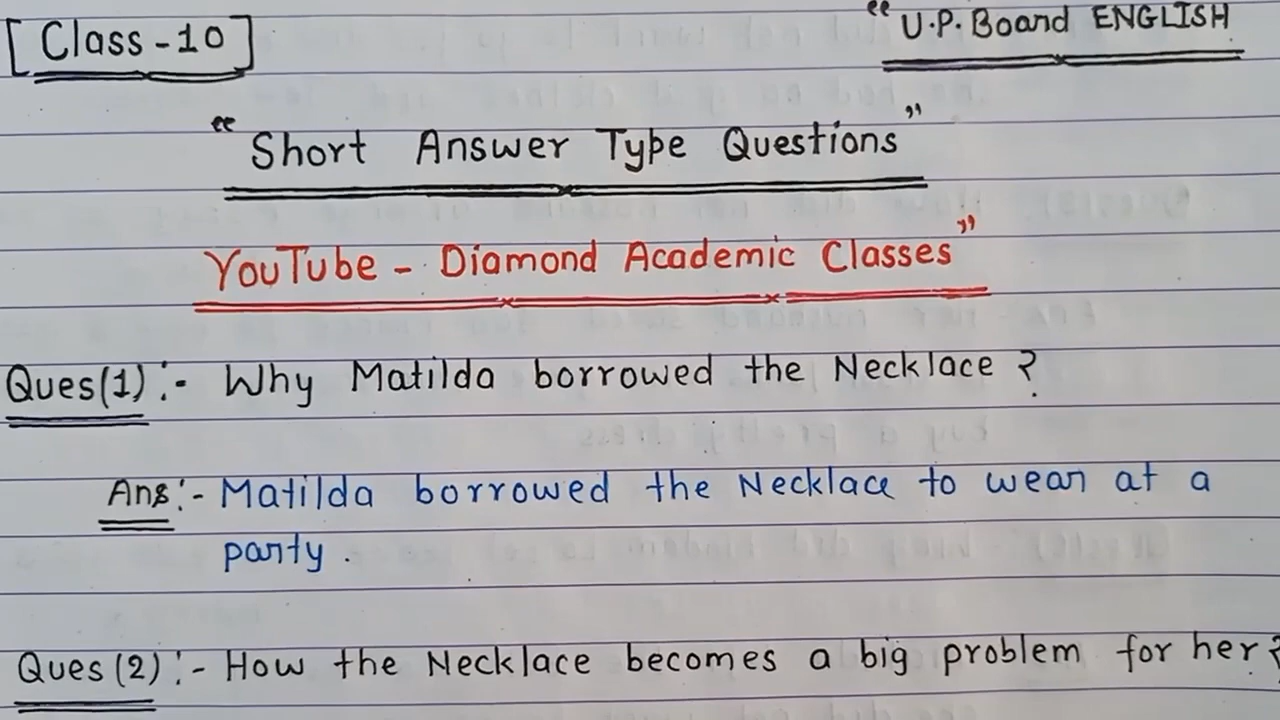 [Class-10]
"U.P. Board ENGLISH
"Short Answer Type Questions"
YouTube - Diamond Academic Classes"
Ques(1):- Why Matilda borrowed the Necklace ?
Ans:- Matilda borrowed the Necklace to wear at a
party.
Ques(2):- How the Necklace becomes a big problem for her?